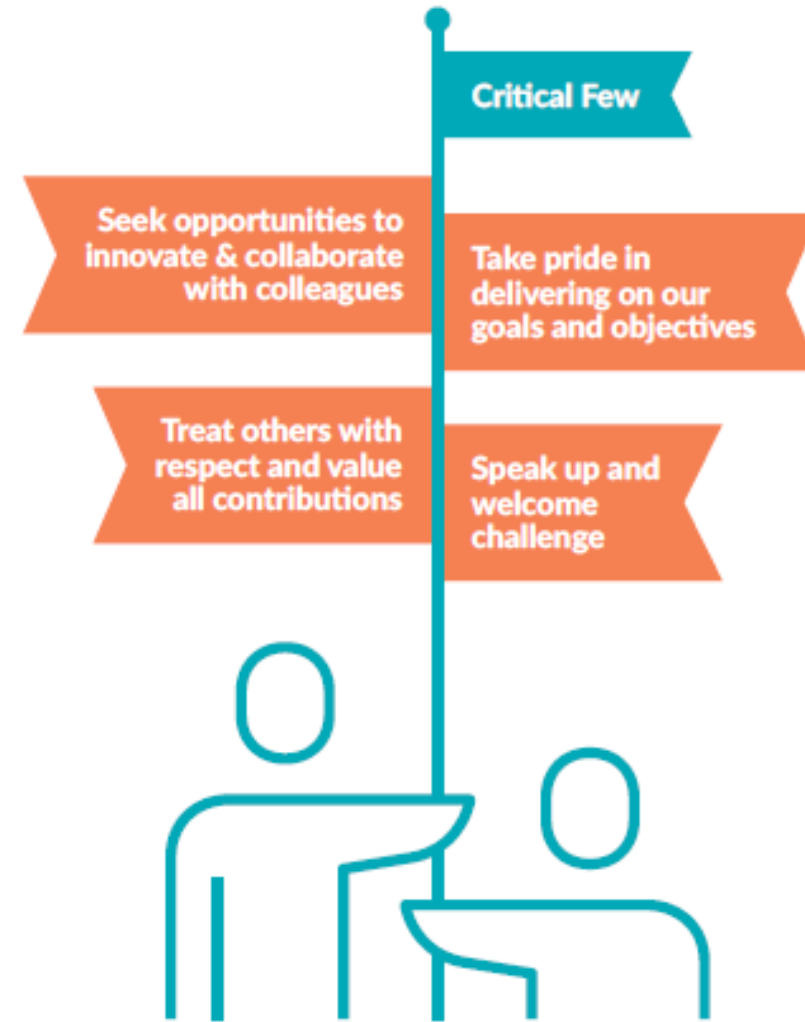 Critical Few
Seek opportunities to
innovate & collaborate
with colleagues
Take pride in
delivering on our
goals and objectives
Treat others with
respect and value
all contributions
Speak up and
welcome
challenge